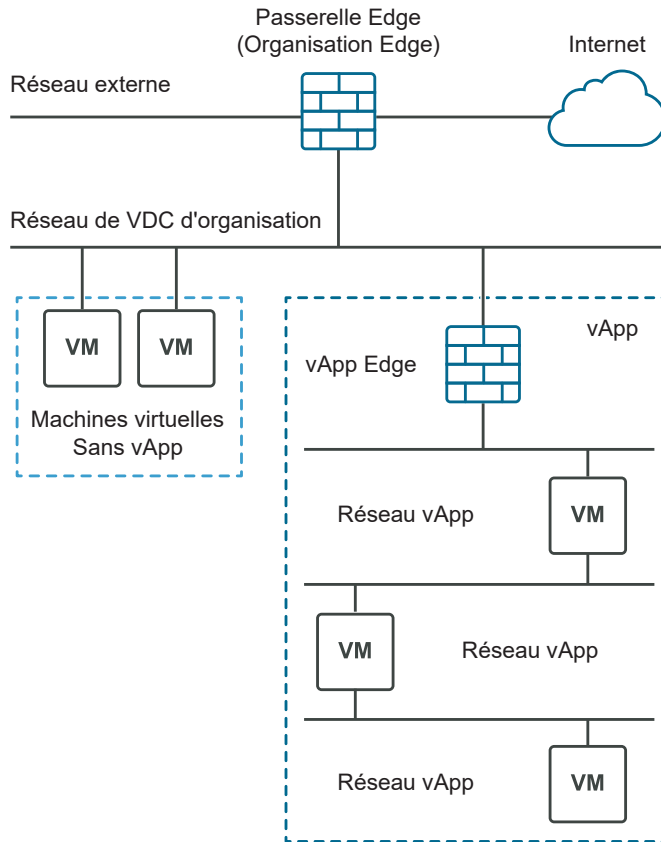 Passerelle Edge
(Organisation Edge)
Internet
Réseau externe
Réseau de VDC d'organisation
VM
VM
Machines virtuelles
Sans vApp
vApp
vApp Edge
Réseau vApp
VM
VM
Réseau vApp
Réseau vApp
VM